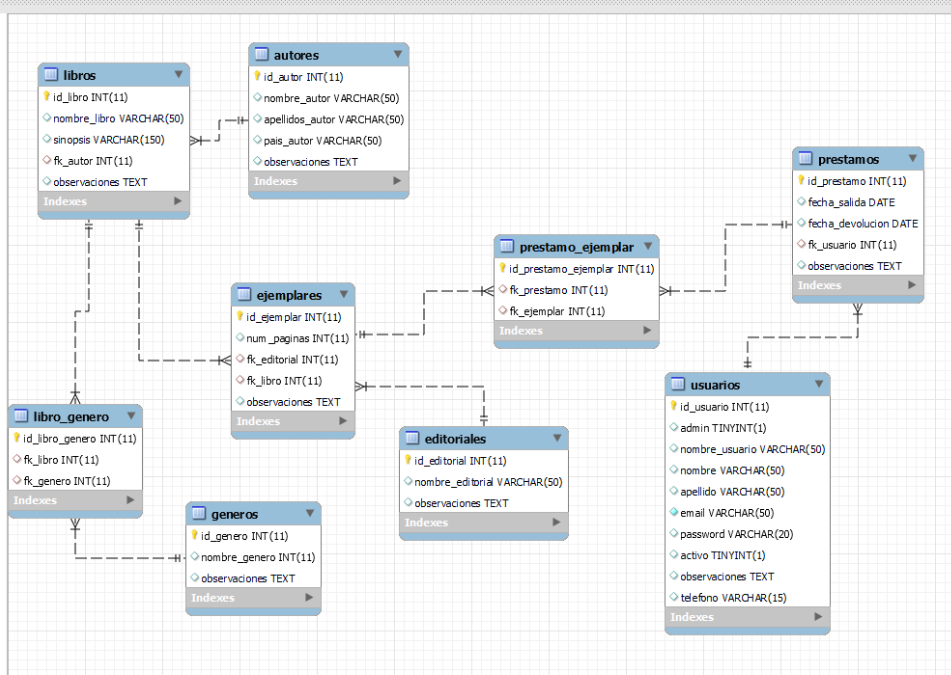 libros
id_libro INT(11)
nombre_libro VARCHAR(50)
sinopsis VARCHAR(150)
fk_autor INT(11)
observaciones TEXT
Indexes
autores
id_autor INT(11)
nombre_autor VARCHAR(50)
apellidos_autor VARCHAR(50)
pais_autor VARCHAR(50)
observaciones TEXT
Indexes
prestamos
id_prestamo INT(11)
fecha_salida DATE
fecha_devolucion DATE
fk_usuario INT(11)
observaciones TEXT
Indexes
prestamo_ejemplar
id_prestamo_ejemplar INT(11)
fk_prestamo INT(11)
fk_ejemplar INT(11)
Indexes
ejemplares
id_ejemplar INT(11)
num_paginas INT(11)
fk_editorial INT(11)
fk_libro INT(11)
observaciones TEXT
Indexes
usuarios
id_usuario INT(11)
admin TINYINT(1)
nombre_usuario VARCHAR(50)
nombre VARCHAR(50)
apellido VARCHAR(50)
email VARCHAR(50)
password VARCHAR(20)
activo TINYINT(1)
observaciones TEXT
telefono VARCHAR(15)
Indexes
libro_genero
id_libro_genero INT(11)
fk_libro INT(11)
fk_genero INT(11)
Indexes
editoriales
id_editorial INT(11)
nombre_editorial VARCHAR(50)
observaciones TEXT
Indexes
generos
id_genero INT(11)
nombre_genero INT(11)
observaciones TEXT
Indexes